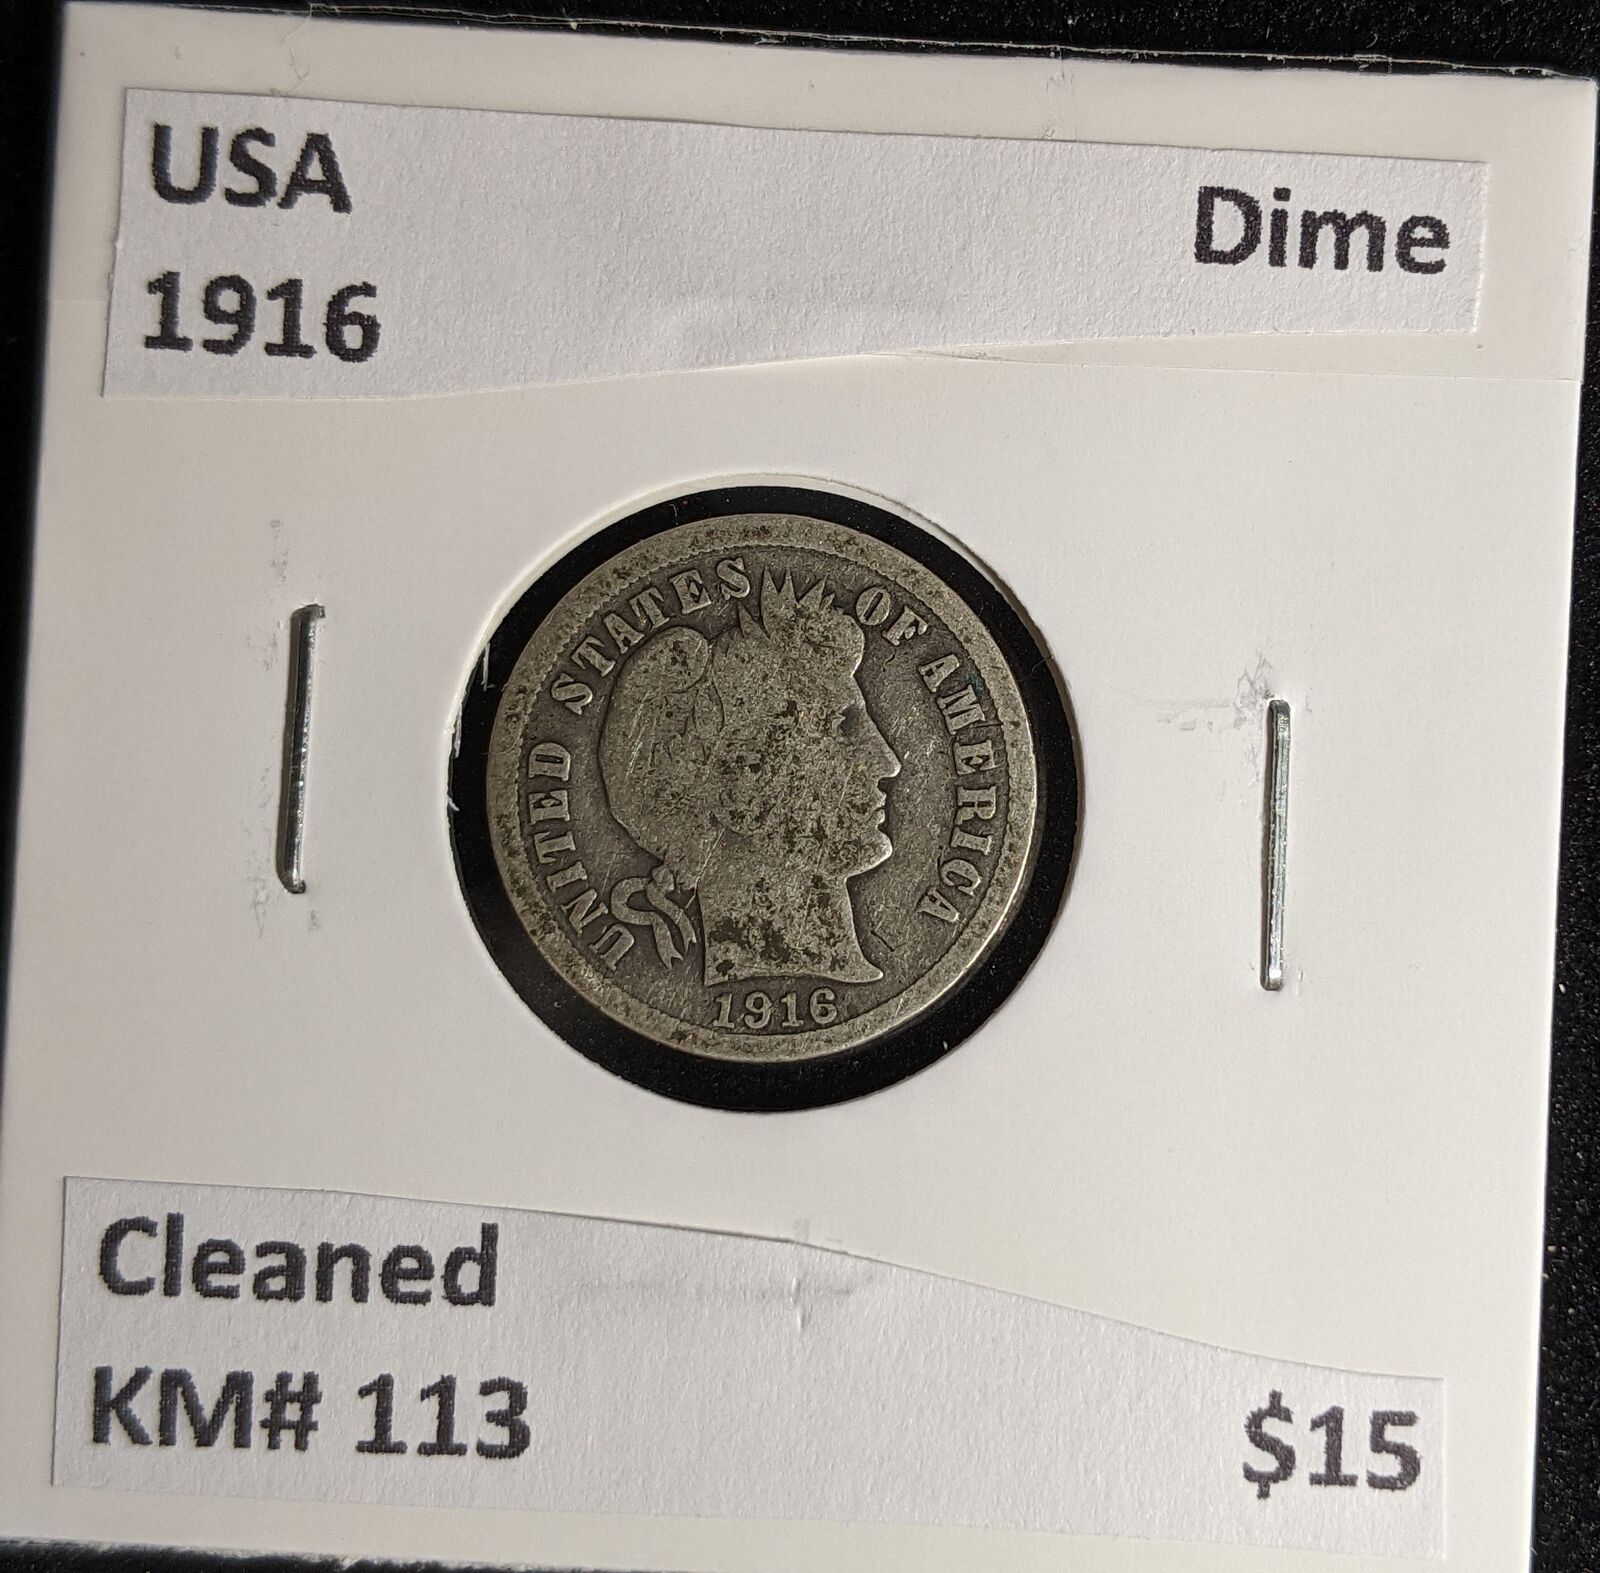 USA Dime
1916
UNITED STATES OF AMERICA
1916
Cleaned
KM# 113 $15